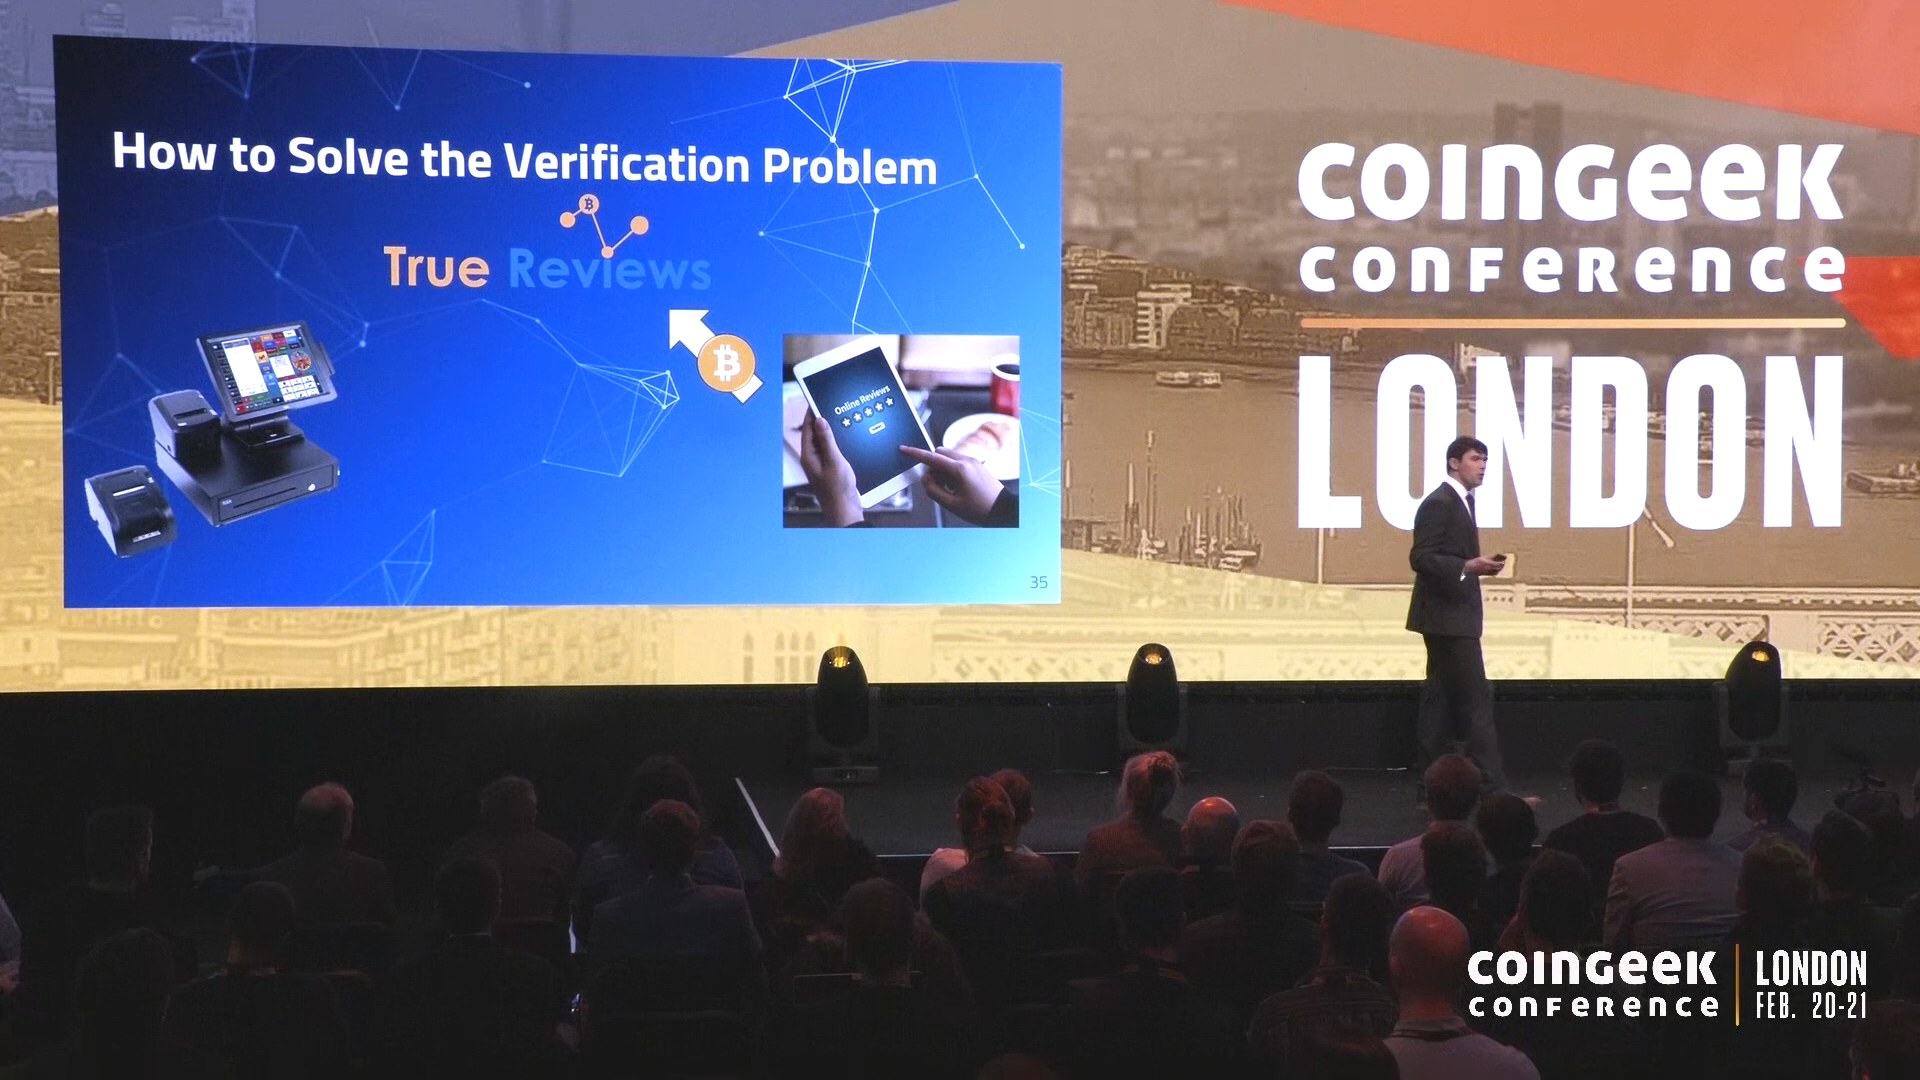 How to Solve the Verification Problem
True Reviews
Online Reviews
35
COINGEEK
CONFERENCE
LONDON
COINGEEK
CONFERENCE
LONDON
FEB. 20-21